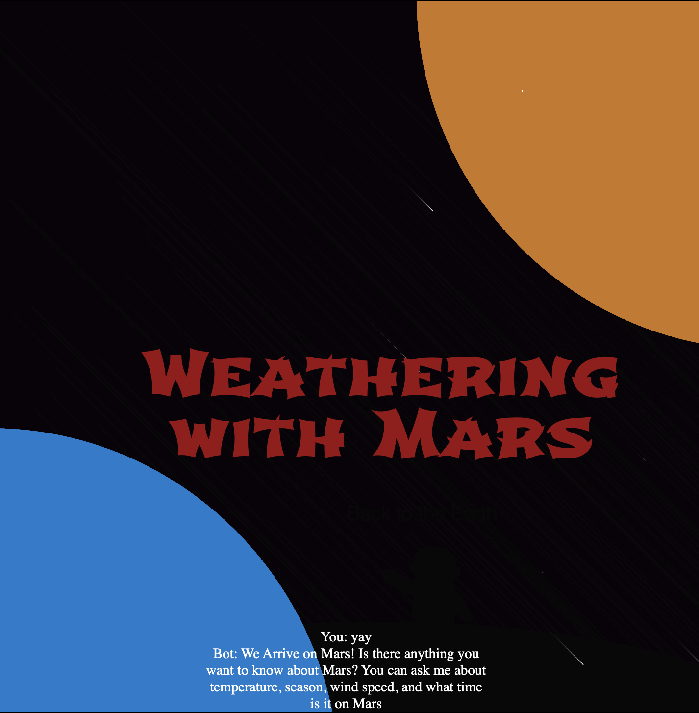 WEATHERING
WITH MARS
You: yay
Bot: We Arrive on Mars! Is there anything you
want to know about Mars? You can ask me about
temperature, season, wind speed, and what time
is it on Mars